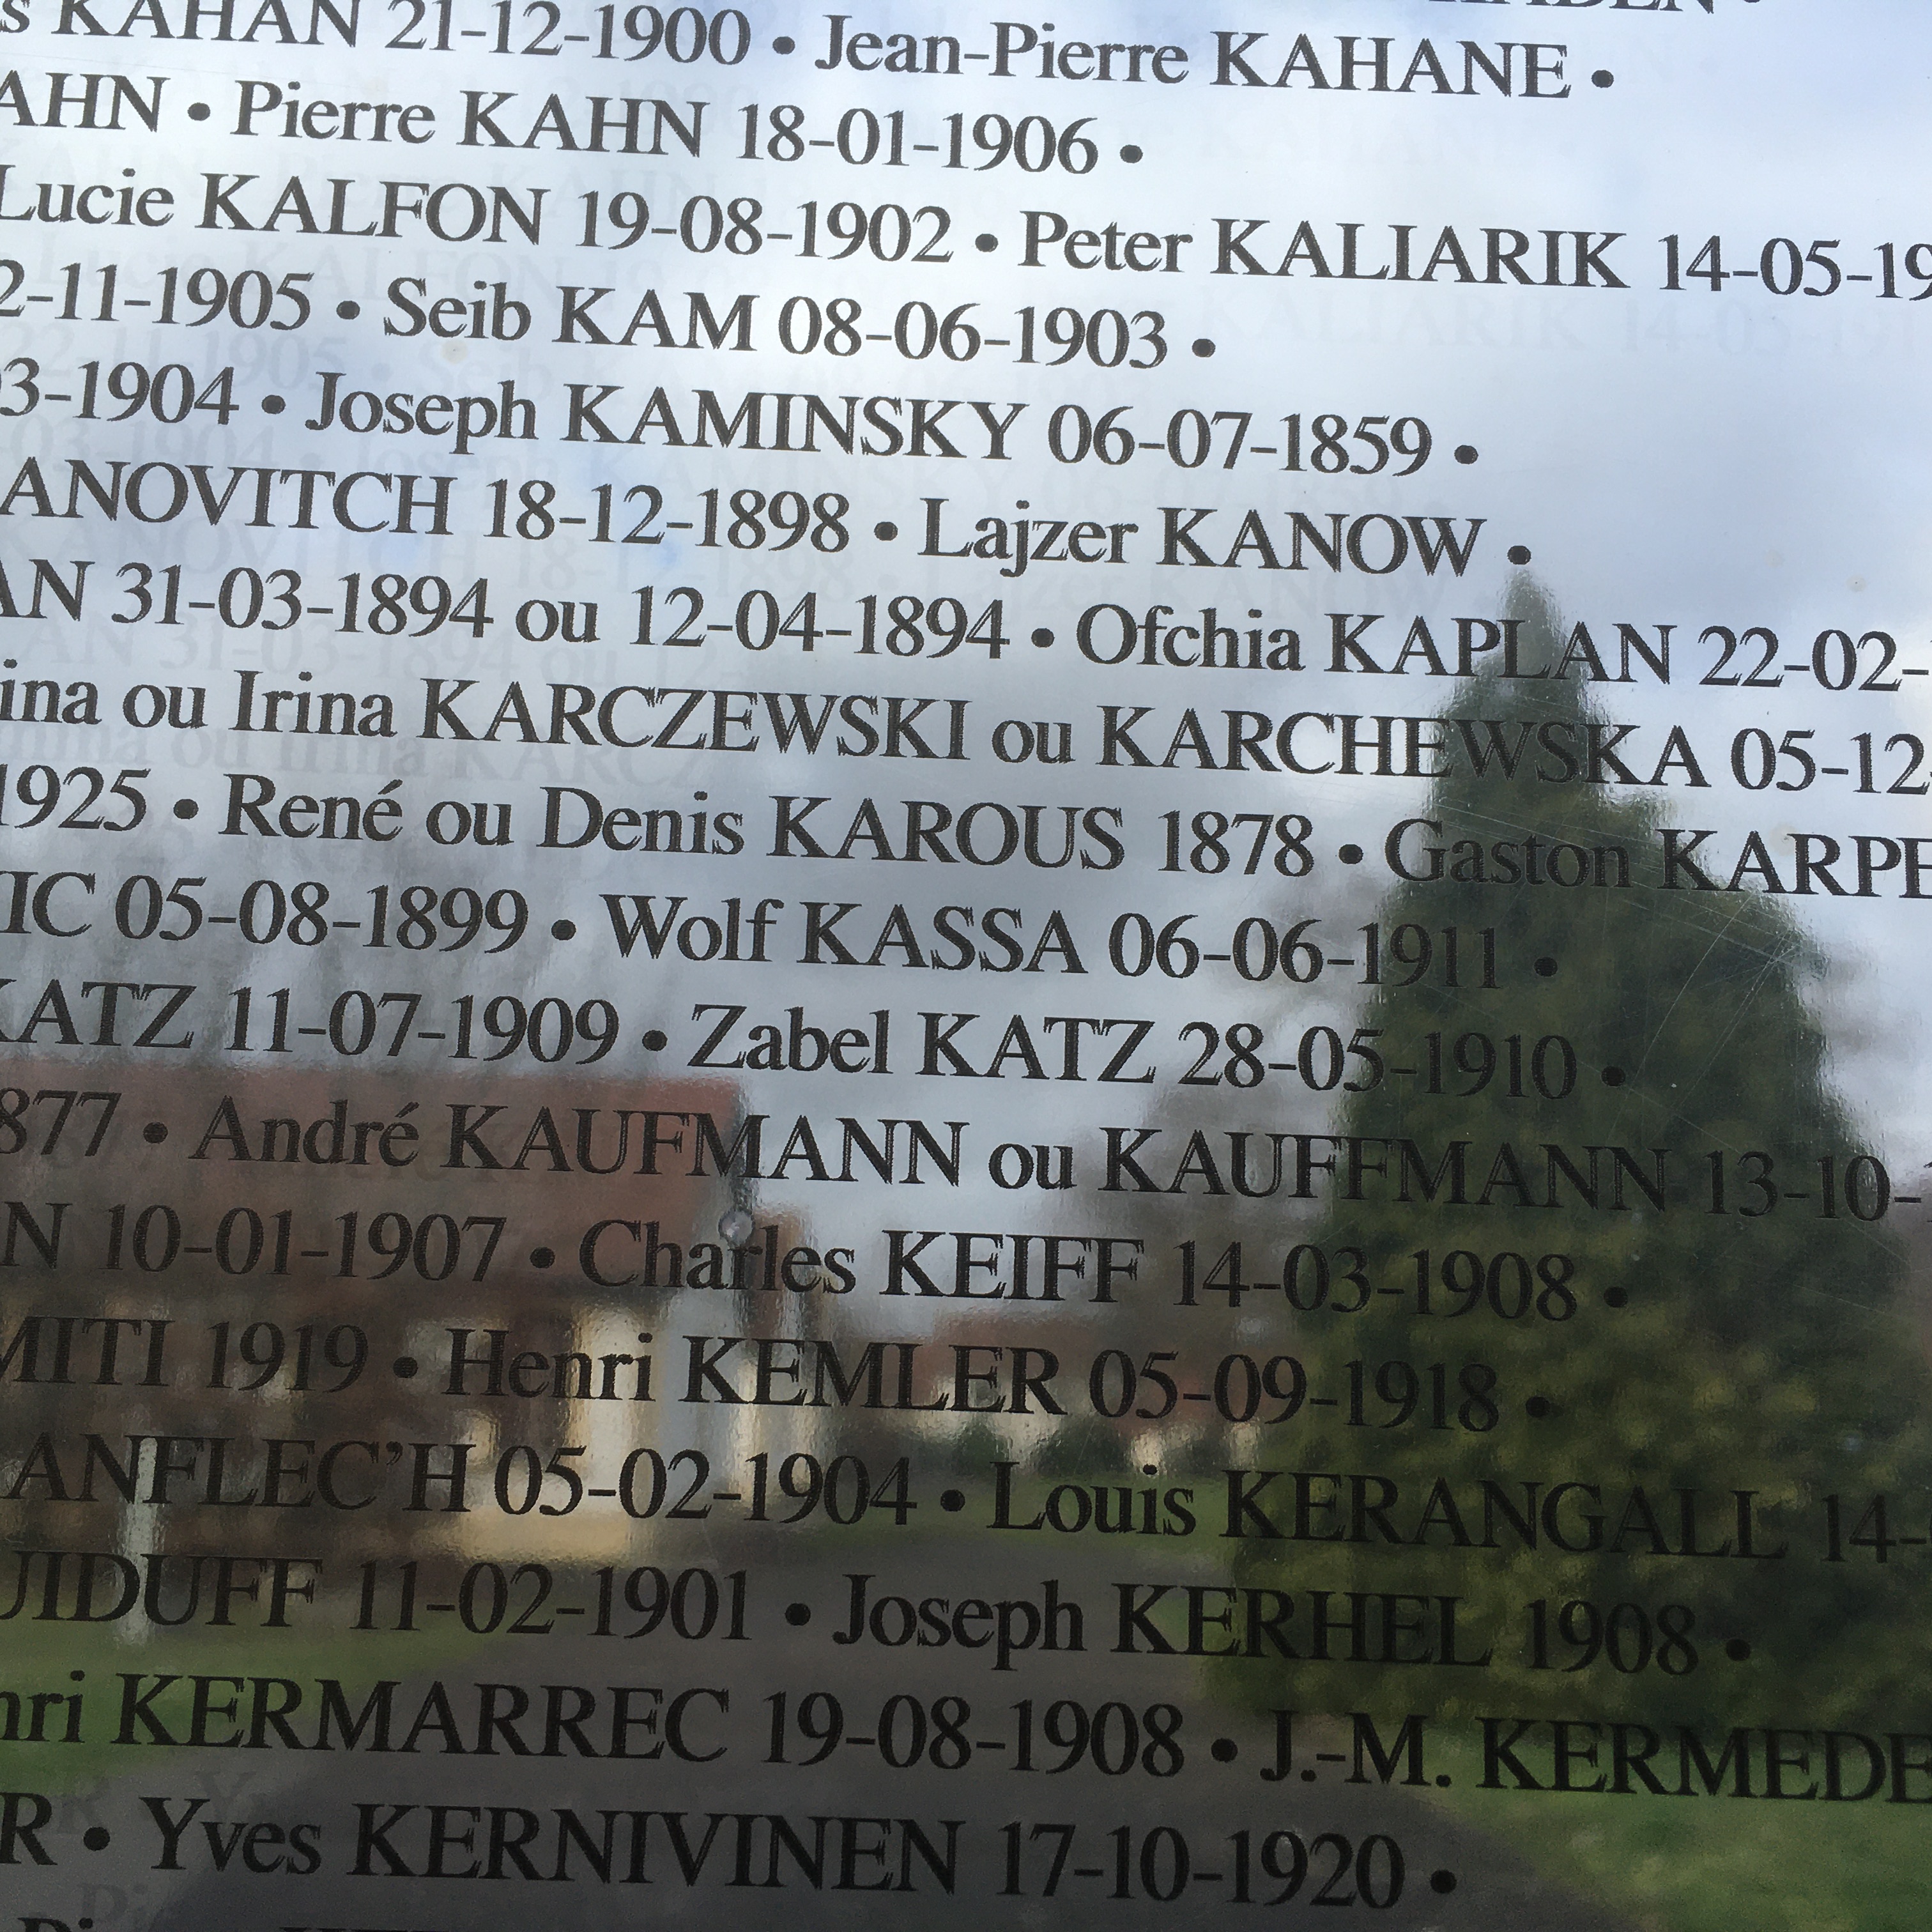 KAHAN 21-12-1900 • Jean-Pierre KAHANE •
AHN • Pierre KAHN 18-01-1906 •
Lucie KALFON 19-08-1902 • Peter KALIARIK 14-05-19
2-11-1905 • Seib KAM 08-06-1903 •
03-1904 • Joseph KAMINSKY 06-07-1859 •
ANOVITCH 18-12-1898 • Lajzer KANOW •
AN 31-03-1894 ou 12-04-1894 • Ofchia KAPLAN 22-02-
ina ou Irina KARCZEWSKI ou KARCHEWSKA 05-12
1925 • René ou Denis KAROUS 1878 • Gaston KARPE
IC 05-08-1899 • Wolf KASSA 06-06-1911 •
KATZ 11-07-1909 • Zabel KATZ 28-05-1910 •
877 • André KAUFMANN ou KAUFFMANN 13-10-
N 10-01-1907 • Charles KEIFF 14-03-1908 •
MITI 1919 • Henri KEMLER 05-09-1918 •
ANFLEC'H 05-02-1904 • Louis KERANGALL 14-
UIDUFF 11-02-1901 • Joseph KERHEL 1908 •
nri KERMARREC 19-08-1908 • J.-M. KERMEDE
R • Yves KERNIVINEN 17-10-1920 •